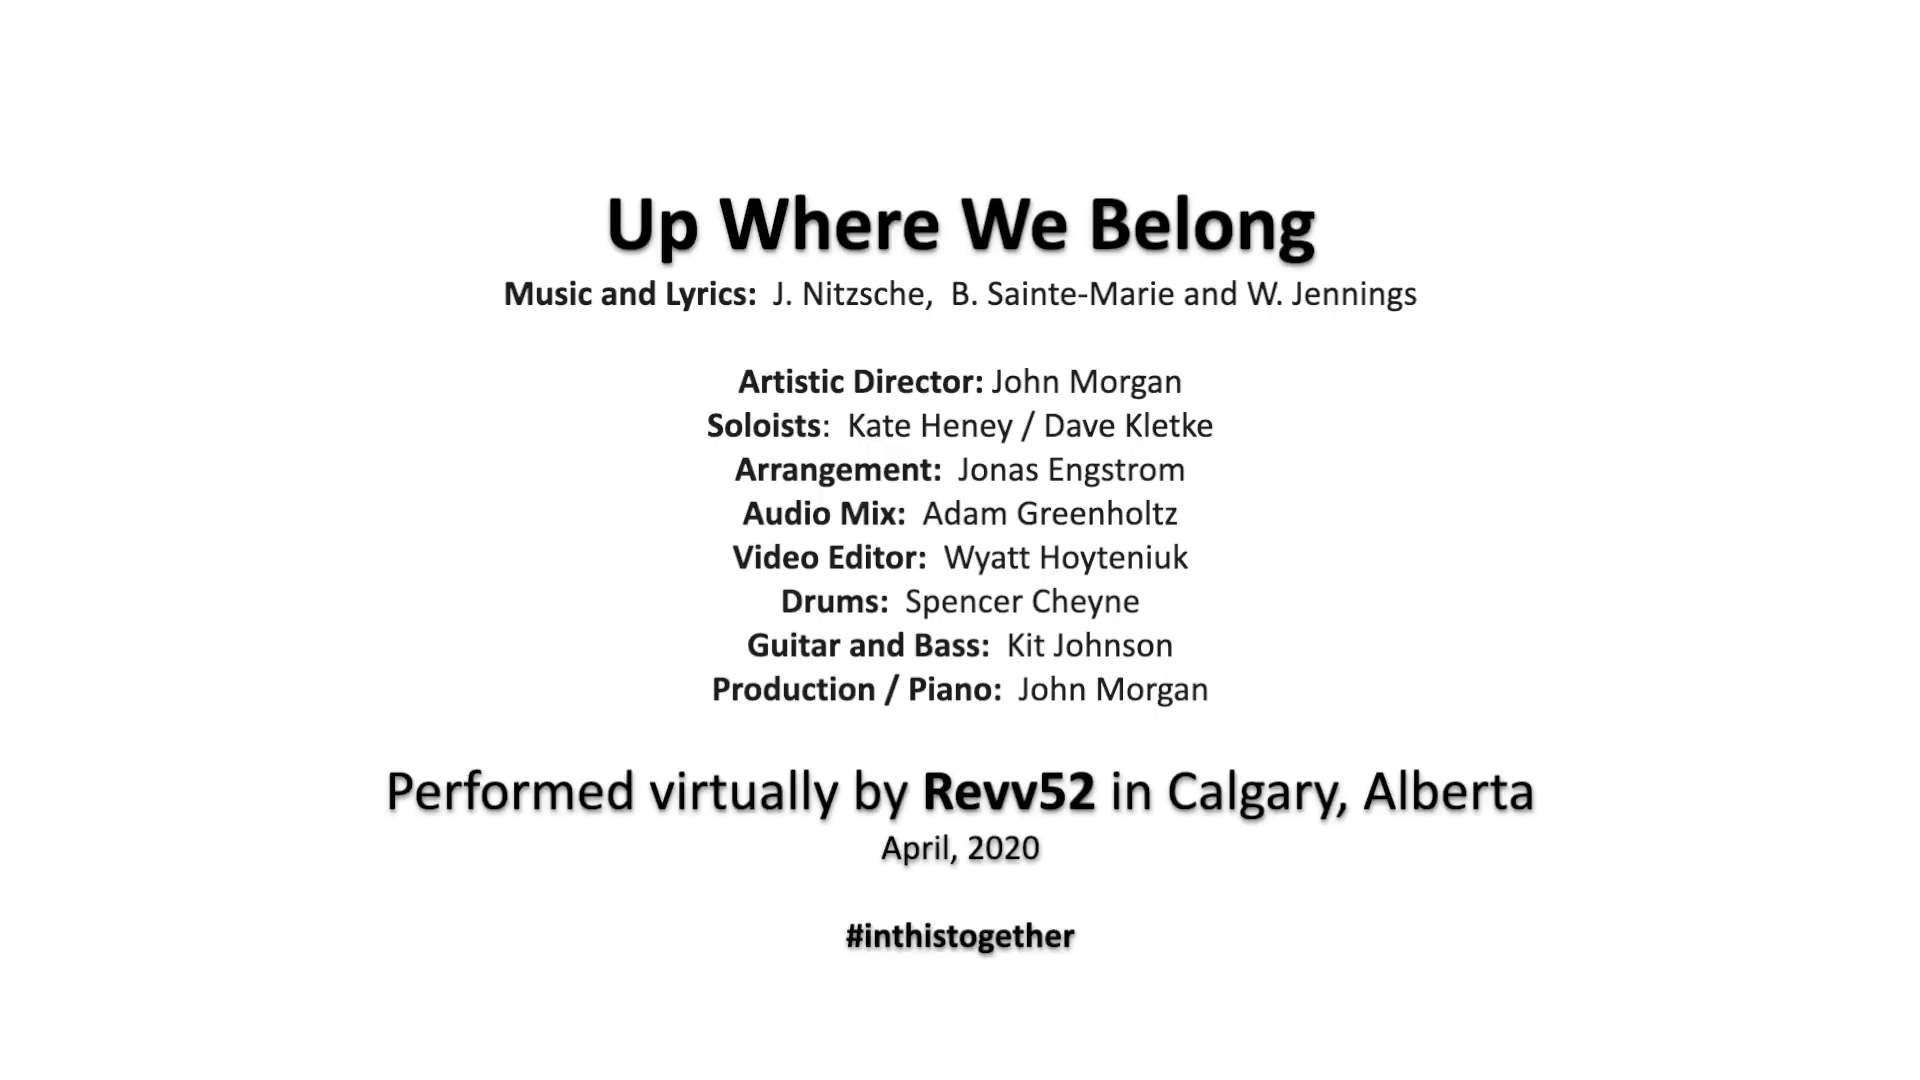 Up Where We Belong
Music and Lyrics: J. Nitzsche, B. Sainte-Marie and W. Jennings
Artistic Director: John Morgan
Soloists: Kate Heney / Dave Kletke
Arrangement: Jonas Engstrom
Audio Mix: Adam Greenholtz
Video Editor: Wyatt Hoyteniuk
Drums: Spencer Cheyne
Guitar and Bass: Kit Johnson
Production / Piano: John Morgan
Performed virtually by Revv52 in Calgary, Alberta
April, 2020
#inthistogether